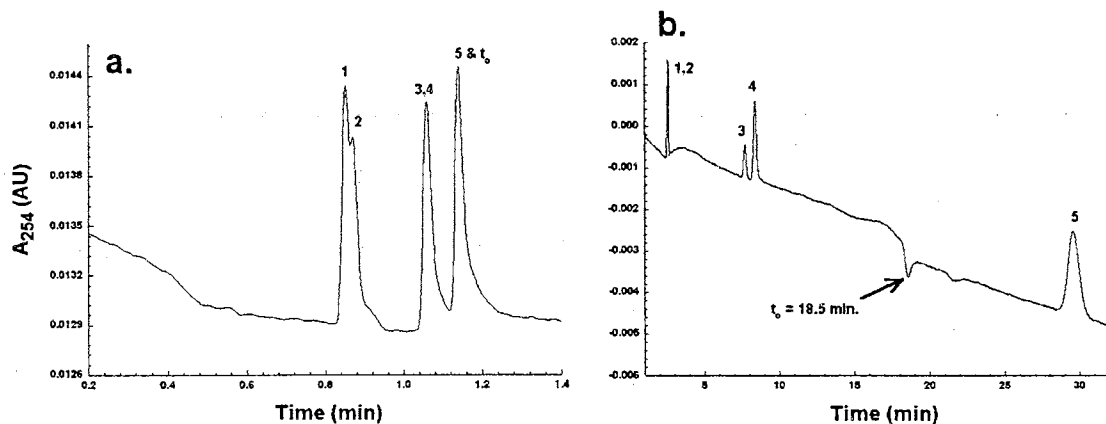 a.
5 & t₀
1
2
3,4
0.0144
0.0141
0.0138
0.0135
0.0132
0.0129
0.0126
A₂₅₄ (AU)
0.2 0.4 0.6 0.8 1.0 1.2 1.4
Time (min)
b.
0.002
0.001
0.000
-0.001
-0.002
-0.003
-0.004
-0.005
-0.006
1,2
3
4
5
t₀ = 18.5 min.
5 10 15 20 25 30
Time (min)